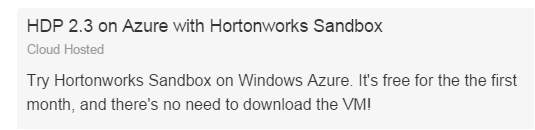 HDP 2.3 on Azure with Hortonworks Sandbox
Cloud Hosted
Try Hortonworks Sandbox on Windows Azure. It's free for the the first
month, and there's no need to download the VM!